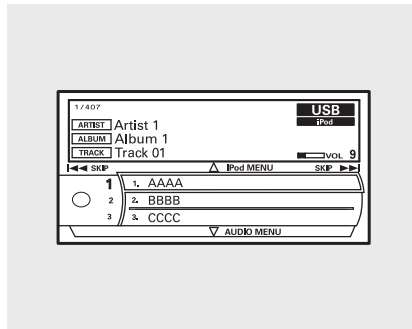 1/407
USB
iPod
ARTIST Artist 1
ALBUM Album 1
TRACK Track 01
VOL 9
SKIP iPod MENU SKIP
1 1. AAAA
2 2. BBBB
3 3. CCCC
AUDIO MENU